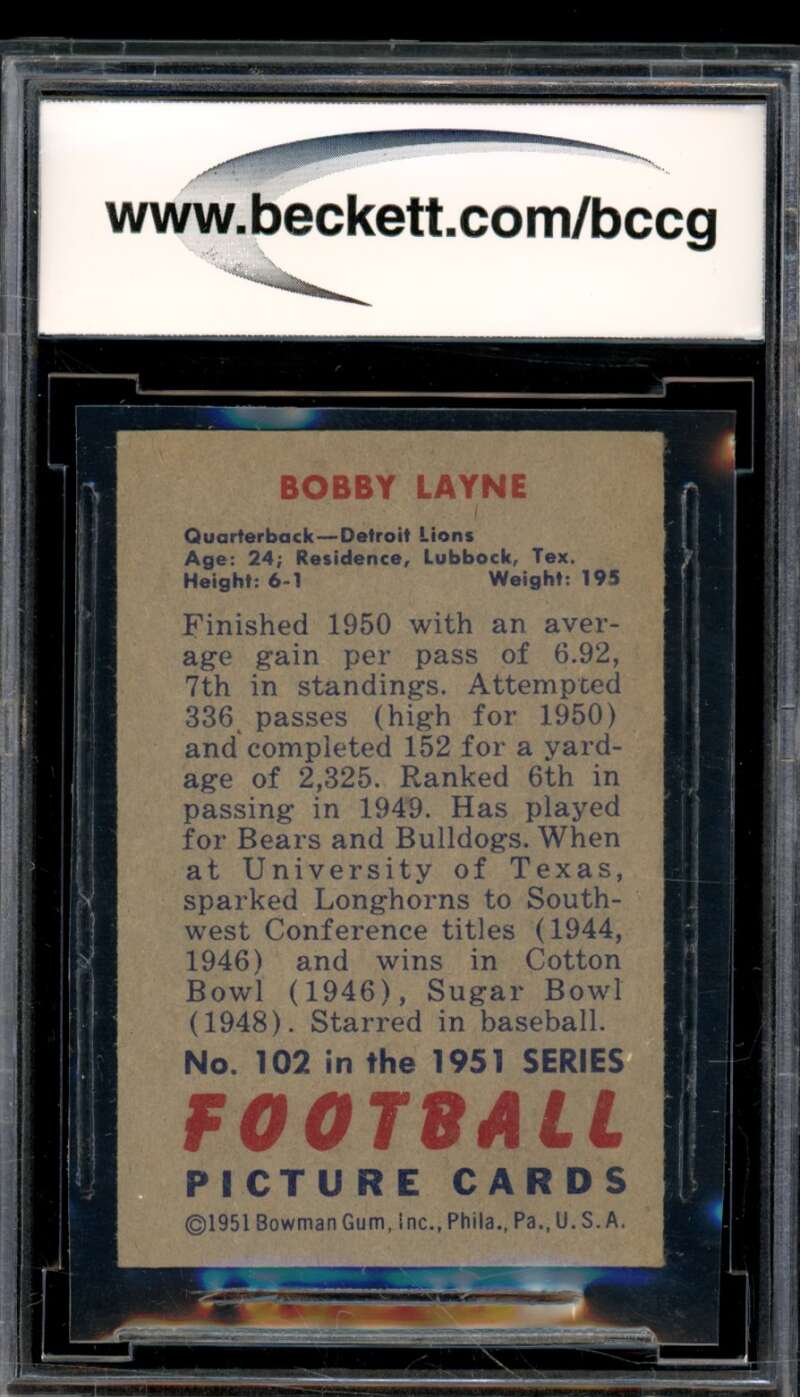 www.beckett.com/bccg
BOBBY LAYNE
Quarterback—Detroit Lions
Age: 24; Residence, Lubbock, Tex.
Height: 6-1 Weight: 195
Finished 1950 with an aver-
age gain per pass of 6.92,
7th in standings. Attempted
336 passes (high for 1950)
and completed 152 for a yard-
age of 2,325. Ranked 6th in
passing in 1949. Has played
for Bears and Bulldogs. When
at University of Texas,
sparked Longhorns to South-
west Conference titles (1944,
1946) and wins in Cotton
Bowl (1946), Sugar Bowl
(1948). Starred in baseball.
No. 102 in the 1951 SERIES
FOOTBALL
PICTURE CARDS
©1951 Bowman Gum, Inc., Phila., Pa., U.S.A.